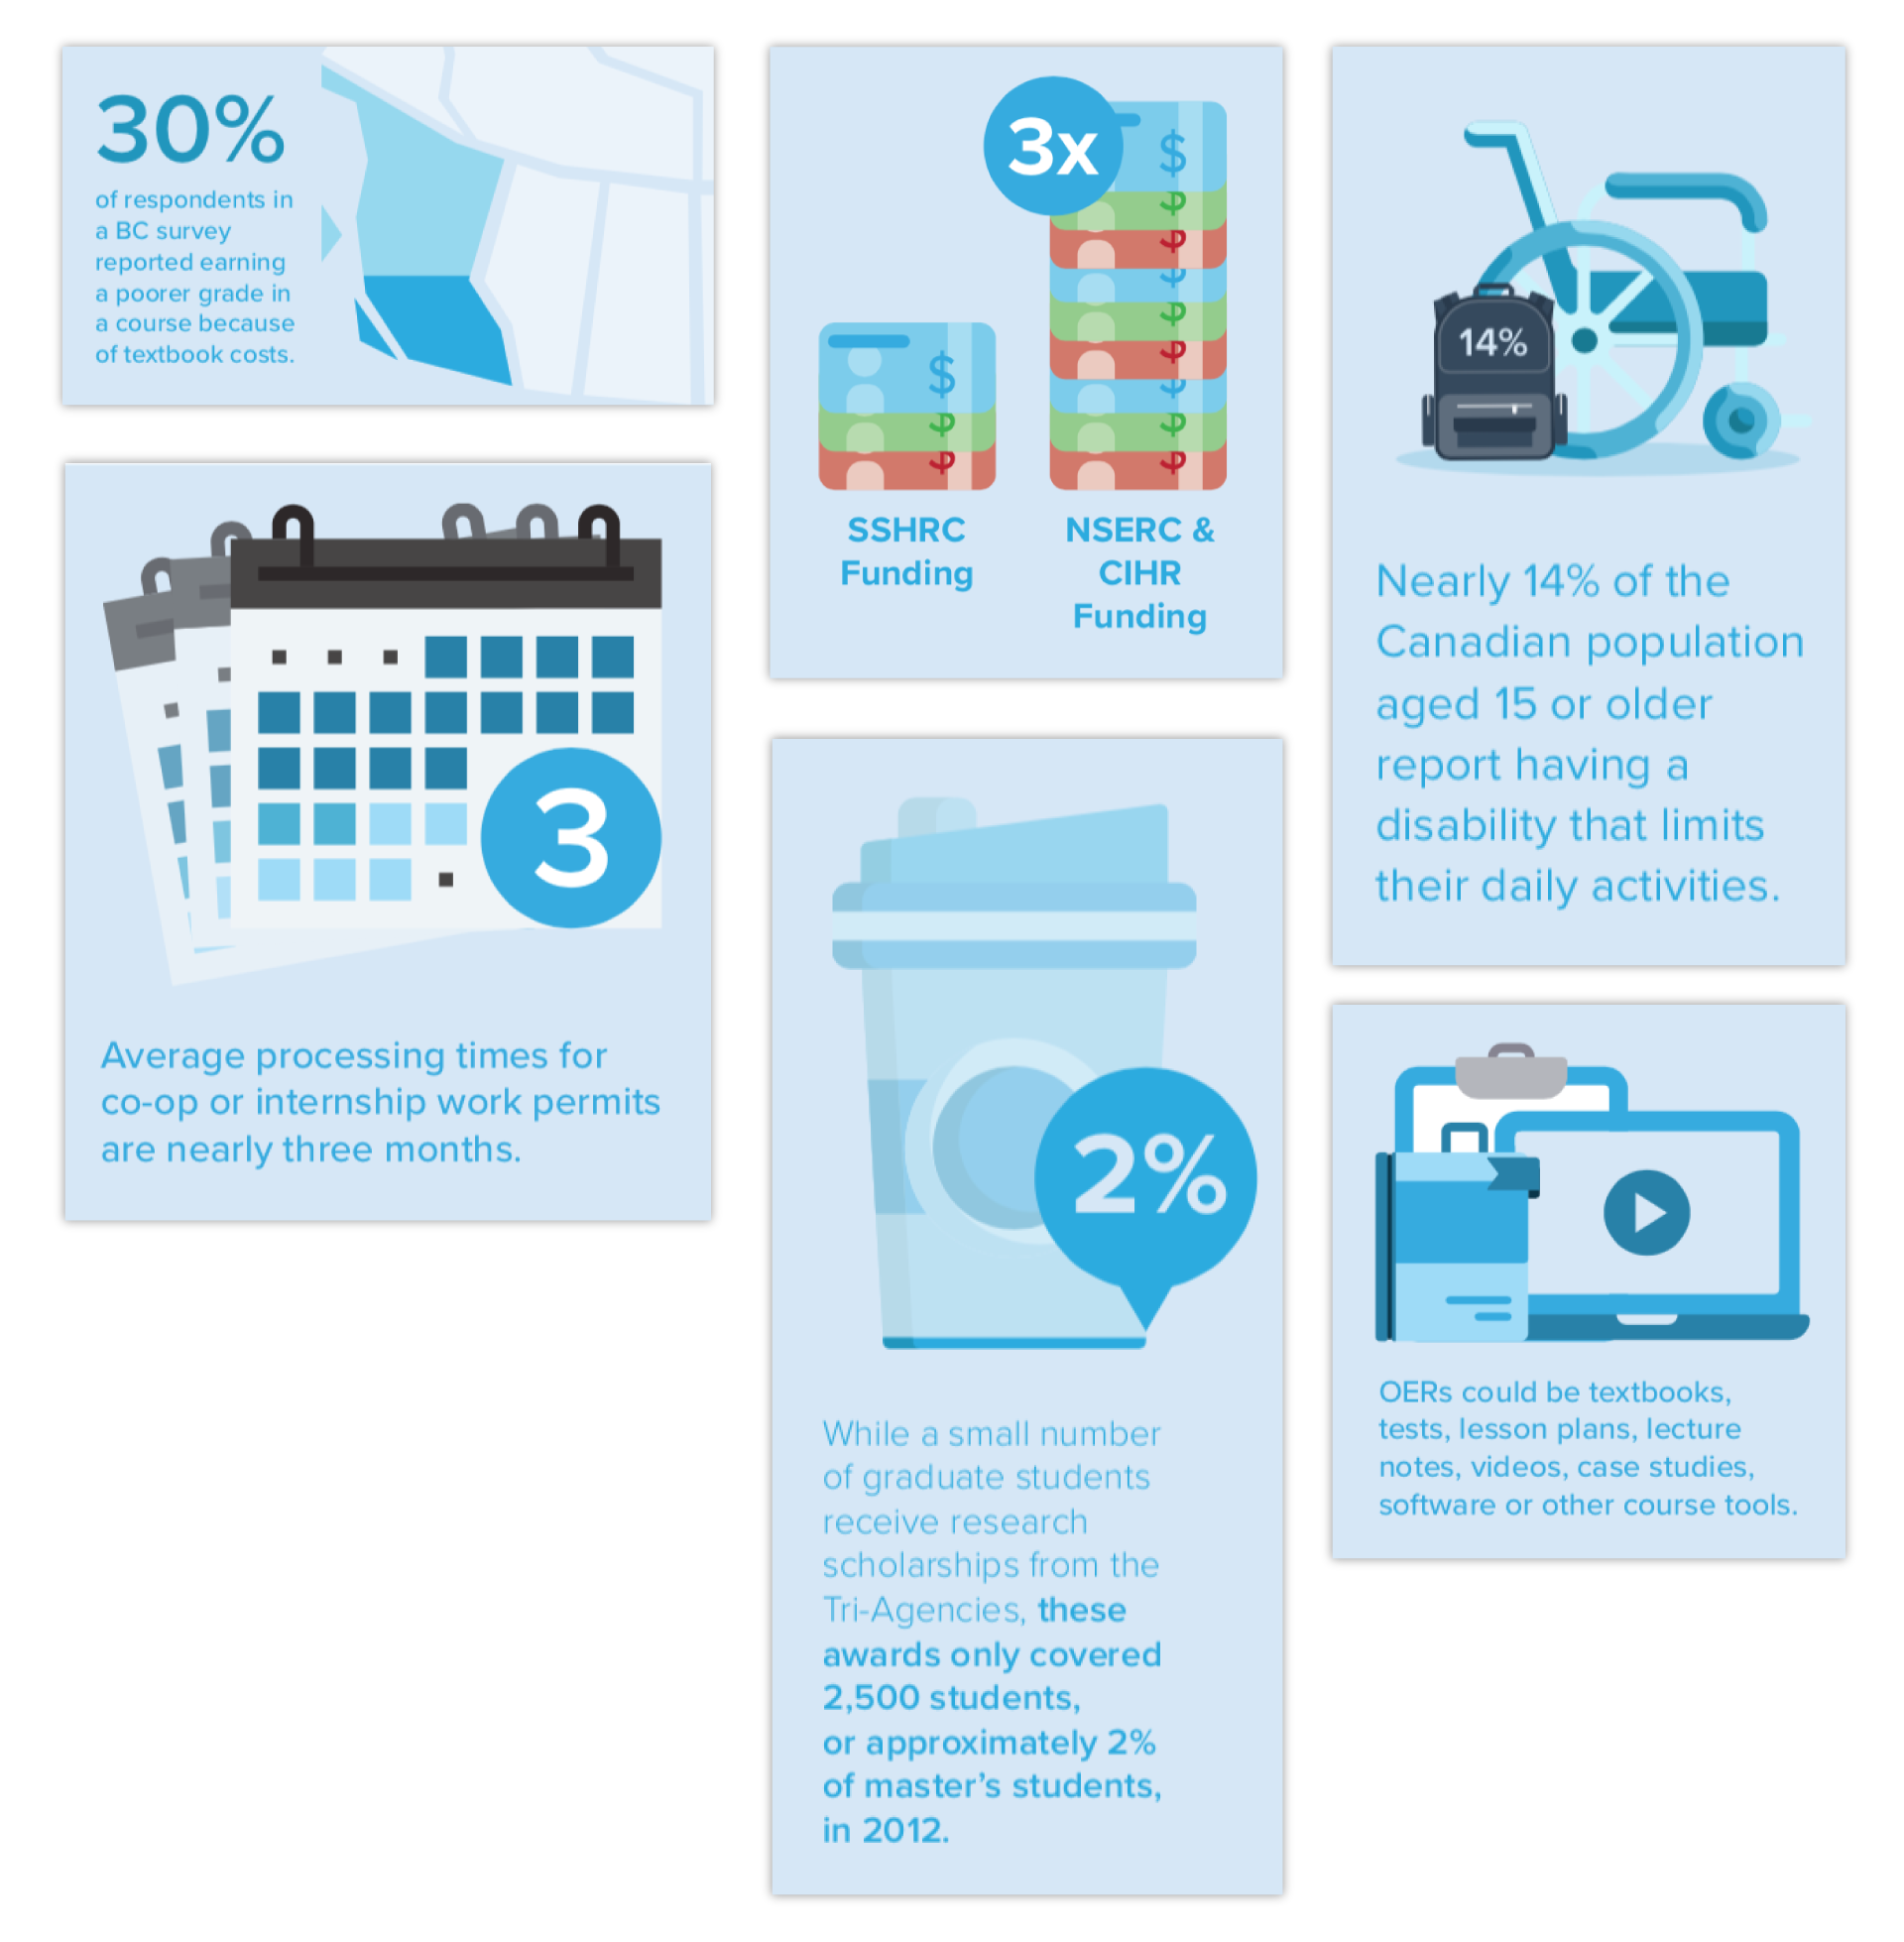 30%
of respondents in
a BC survey
reported earning
a poorer grade in
a course because
of textbook costs.
3
Average processing times for
co-op or internship work permits
are nearly three months.
3x
$
$
$
$
$
$
$
$
$
$
$
$
SSHRC
Funding
NSERC &
CIHR
Funding
2%
While a small number
of graduate students
receive research
scholarships from the
Tri-Agencies, these
awards only covered
2,500 students,
or approximately 2%
of master's students,
in 2012.
14%
Nearly 14% of the
Canadian population
aged 15 or older
report having a
disability that limits
their daily activities.
OERs could be textbooks,
tests, lesson plans, lecture
notes, videos, case studies,
software or other course tools.